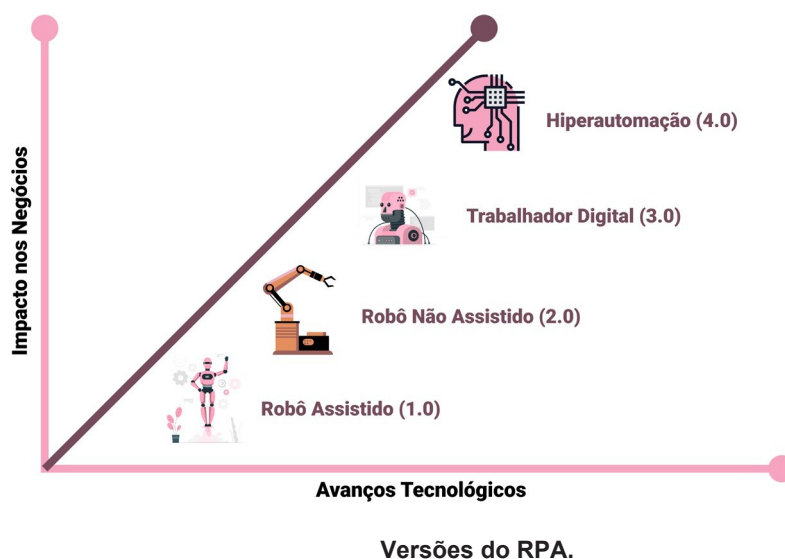 Impacto nos Negócios
Hiperautomação (4.0)
Trabalhador Digital (3.0)
Robô Não Assistido (2.0)
Robô Assistido (1.0)
Avanços Tecnológicos
Versões do RPA.